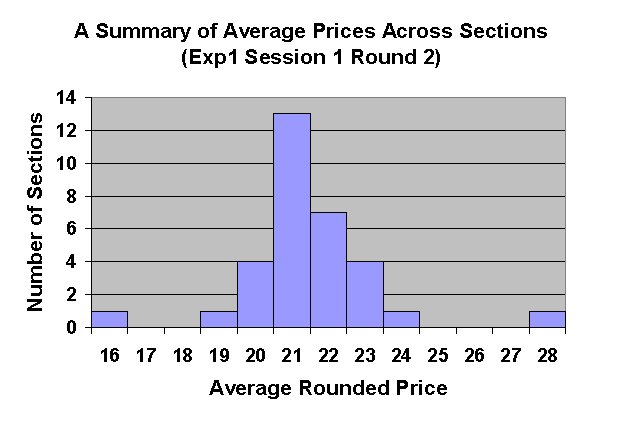 A Summary of Average Prices Across Sections
(Exp1 Session 1 Round 2)
Number of Sections
14
12
10
8
6
4
2
0
16 17 18 19 20 21 22 23 24 25 26 27 28
Average Rounded Price